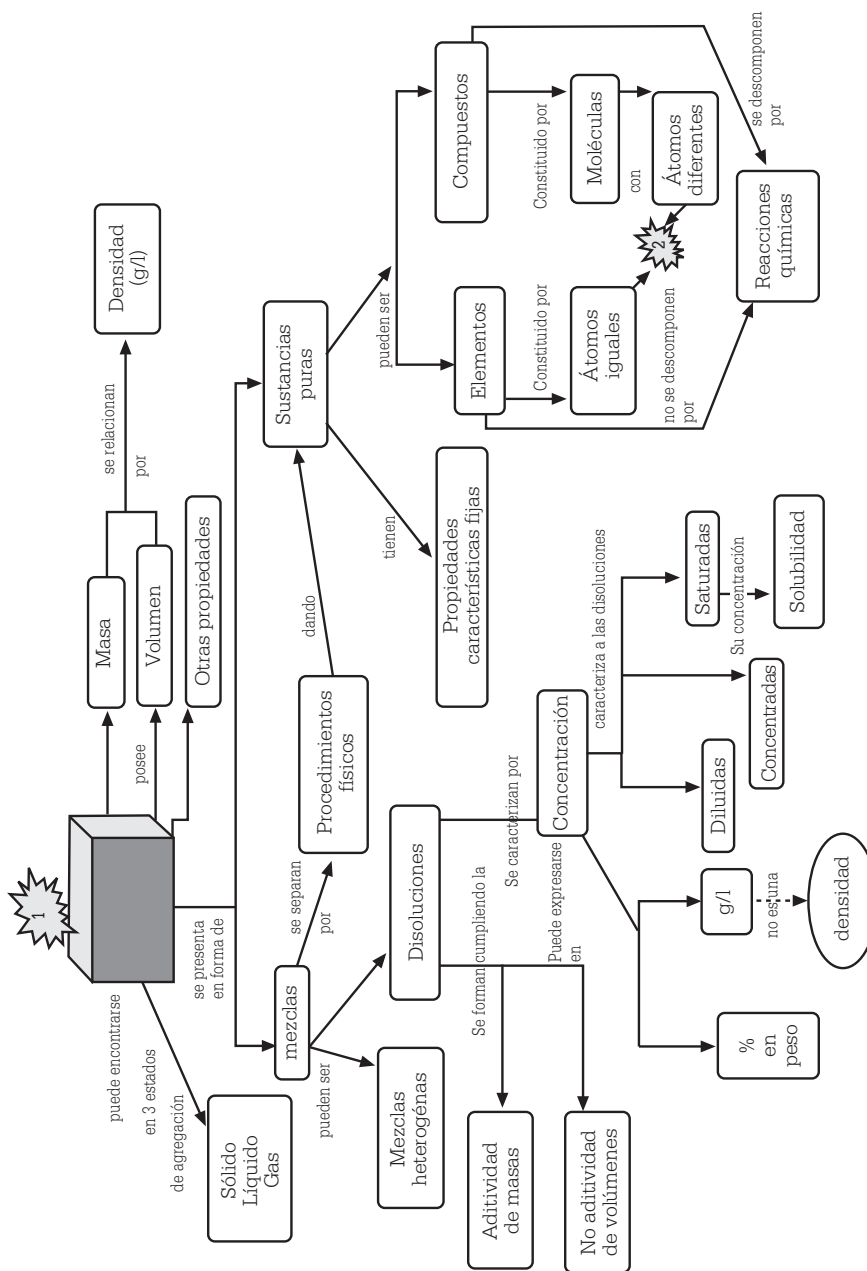 1
puede encontrarse
en 3 estados
de agregación
Sólido
Líquido
Gas
posee
Masa
Volumen
Otras propiedades
se relacionan
por
Densidad
(g/l)
se presenta
en forma de
mezclas
se separan
por
Procedimientos
físicos
dando
Sustancias
puras
pueden ser
Mezclas
heterogénas
Disoluciones
Se forman cumpliendo la
Aditividad
de masas
No aditividad
de volúmenes
Se caracterizan por
Concentración
Puede expresarse
en
% 
en
peso
g/l
no es una
densidad
caracteriza a las disoluciones
Diluidas
Concentradas
Saturadas
Su concentración
Solubilidad
tienen
Propiedades
características fijas
pueden ser
Elementos
Compuestos
Constituido por
Átomos
iguales
Constituido por
Moléculas
con
Átomos
diferentes
2
no se descomponen
por
se descomponen
por
Reacciones
químicas